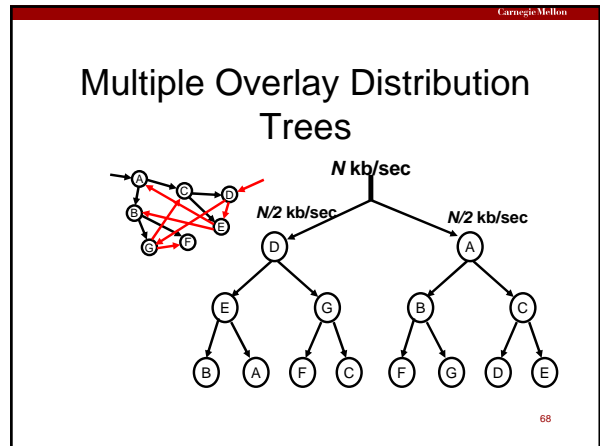 Carnegie Mellon
Multiple Overlay Distribution
Trees
N kb/sec
N/2 kb/sec
N/2 kb/sec
A
C
D
B
E
G
F
D
A
E
G
B
C
B
A
F
C
F
G
D
E
68